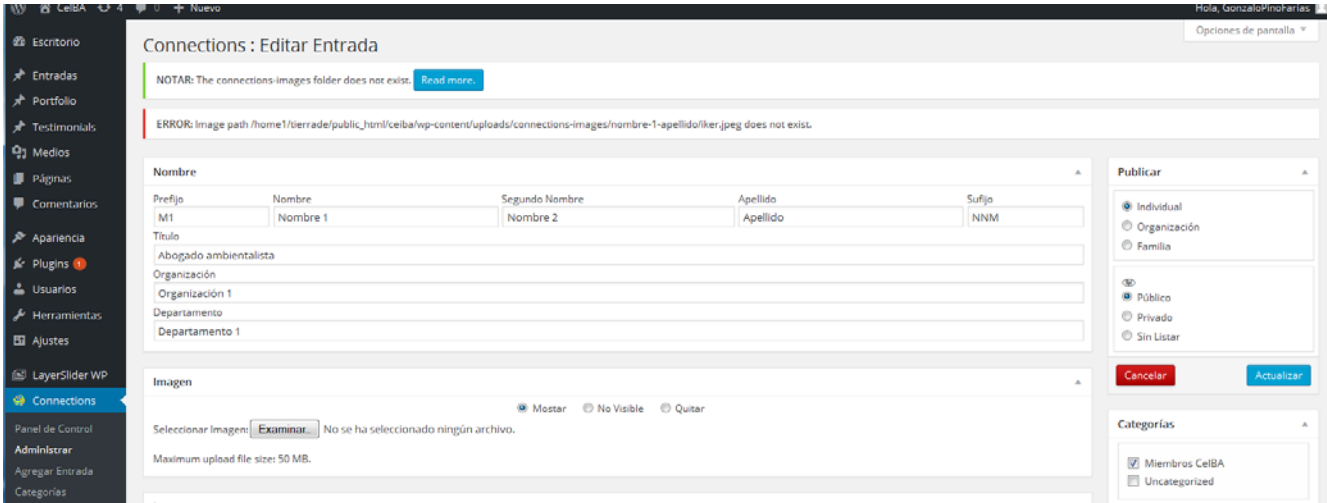 CeIBA 4 0 + Nuevo Hola, GonzaloPinoFarias
Opciones de pantalla
Escritorio
Entradas
Portfolio
Testimonials
Medios
Páginas
Comentarios
Apariencia
Plugins 1
Usuarios
Herramientas
Ajustes
LayerSlider WP
Connections
Panel de Control
Administrar
Agregar Entrada
Categorías
Connections : Editar Entrada
NOTAR: The connections-images folder does not exist. Read more.
ERROR: Image path /home1/tierrade/public_html/ceiba/wp-content/uploads/connections-images/nombre-1-apellido/iker.jpeg does not exist.
Nombre
Prefijo Nombre Segundo Nombre Apellido Sufijo
M1 Nombre 1 Nombre 2 Apellido NNM
Título
Abogado ambientalista
Organización
Organización 1
Departamento
Departamento 1
Imagen
Mostar No Visible Quitar
Seleccionar Imagen: Examinar... No se ha seleccionado ningún archivo.
Maximum upload file size: 50 MB.
Publicar
Individual
Organización
Familia
Público
Privado
Sin Listar
Cancelar Actualizar
Categorías
Miembros CeIBA
Uncategorized